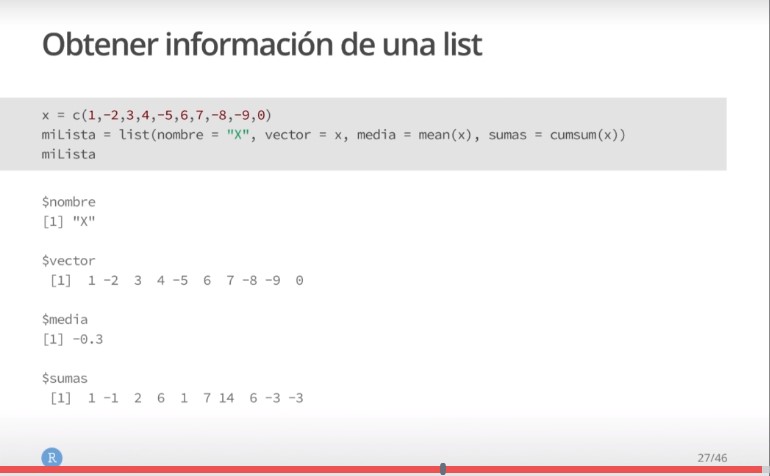 Obtener información de una list
x = c(1,-2,3,4,-5,6,7,-8,-9,0)
miLista = list(nombre = "X", vector = x, media = mean(x), sumas = cumsum(x))
miLista
$nombre
[1] "X"
$vector
[1]  1 -2  3  4 -5  6  7 -8 -9  0
$media
[1] -0.3
$sumas
[1]  1 -1  2  6  1  7 14  6 -3 -3
R
27/46